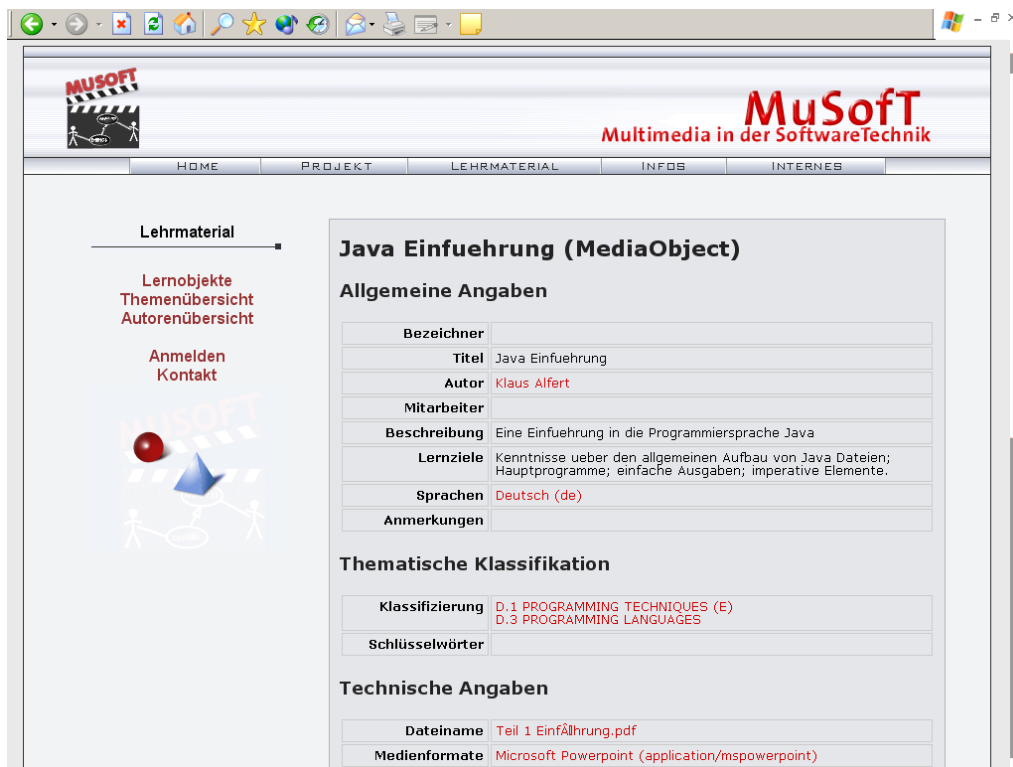 MUSOFT
MuSofT
Multimedia in der SoftwareTechnik
HOME PROJEKT LEHRMATERIAL INFOS INTERNES
Lehrmaterial
Lernobjekte
Themenübersicht
Autorenübersicht
Anmelden
Kontakt
MUSOFT
Java Einfuehrung (MediaObject)
Allgemeine Angaben
Bezeichner
Titel Java Einfuehrung
Autor Klaus Alfert
Mitarbeiter
Beschreibung Eine Einfuehrung in die Programmiersprache Java
Lernziele Kenntnisse ueber den allgemeinen Aufbau von Java Dateien;
Hauptprogramme; einfache Ausgaben; imperative Elemente.
Sprachen Deutsch (de)
Anmerkungen
Thematische Klassifikation
Klassifizierung D.1 PROGRAMMING TECHNIQUES (E)
D.3 PROGRAMMING LANGUAGES
Schlüsselwörter
Technische Angaben
Dateiname Teil 1 Einf hrung.pdf
Medienformate Microsoft Powerpoint (application/mspowerpoint)